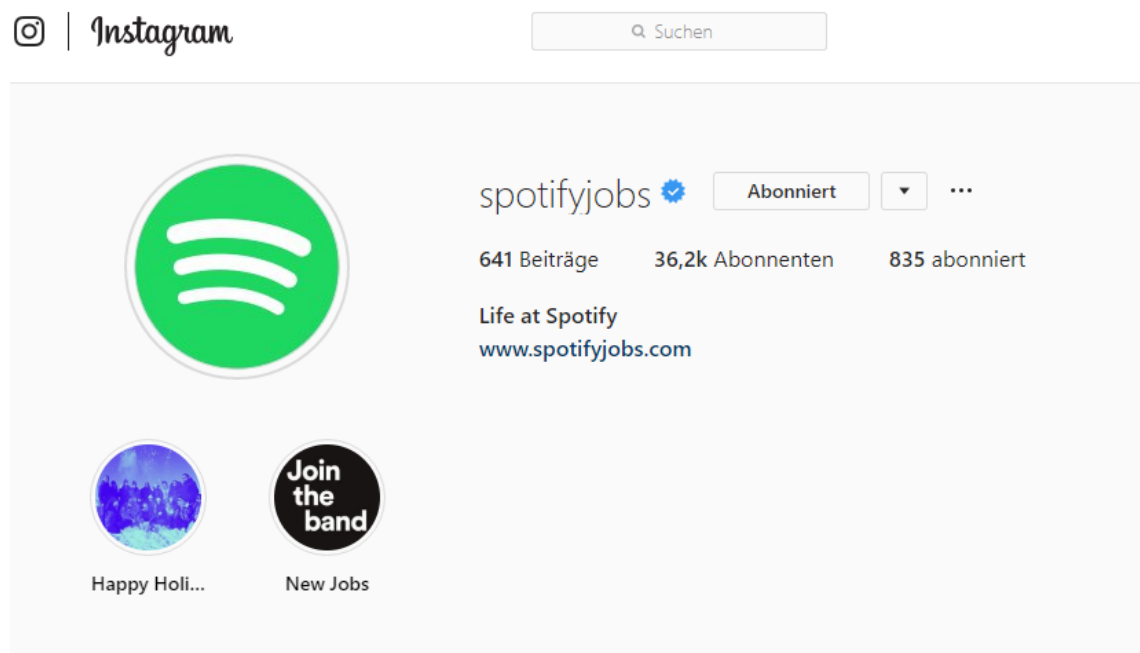 Instagram
Suchen
spotifyjobs Abonniert ...
641 Beiträge 36,2k Abonnenten 835 abonniert
Life at Spotify
www.spotifyjobs.com
Join
the
band
Happy Holi... New Jobs